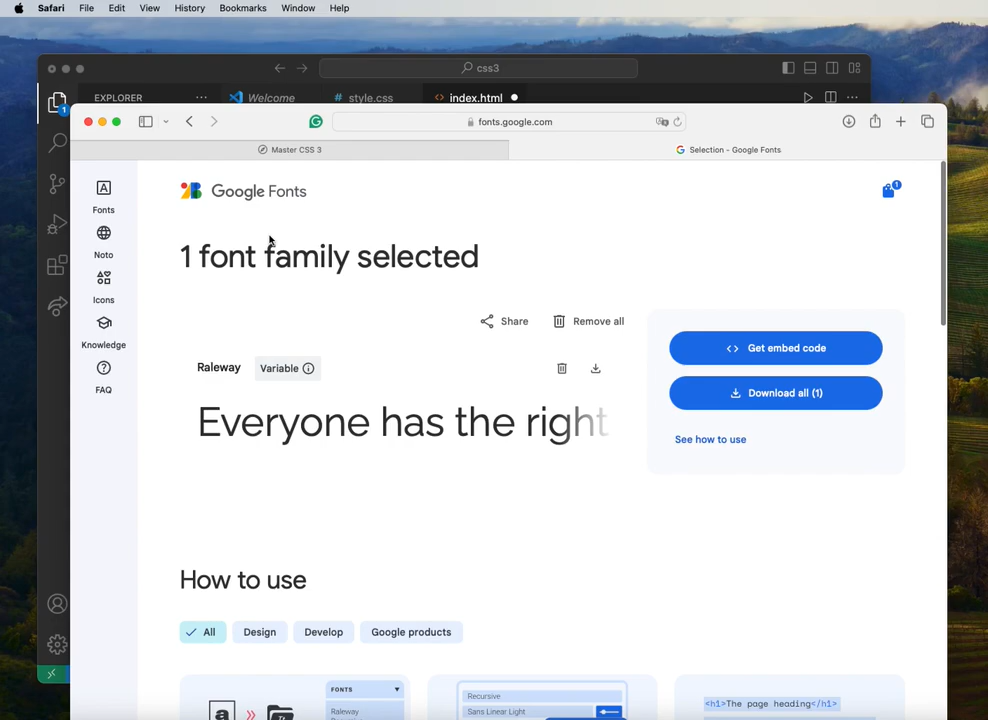 Safari File Edit View History Bookmarks Window Help
css3
EXPLORER Welcome style.css index.html
1
fonts.google.com
Master CSS 3 Selection - Google Fonts
Fonts
Noto
Icons
Knowledge
FAQ
Google Fonts
1
1 font family selected
Share Remove all
Get embed code
Download all (1)
See how to use
Raleway Variable
Everyone has the right
How to use
All Design Develop Google products
FONTS
Raleway
Recursive
Sans Linear Light
<h1>The page heading</h1>